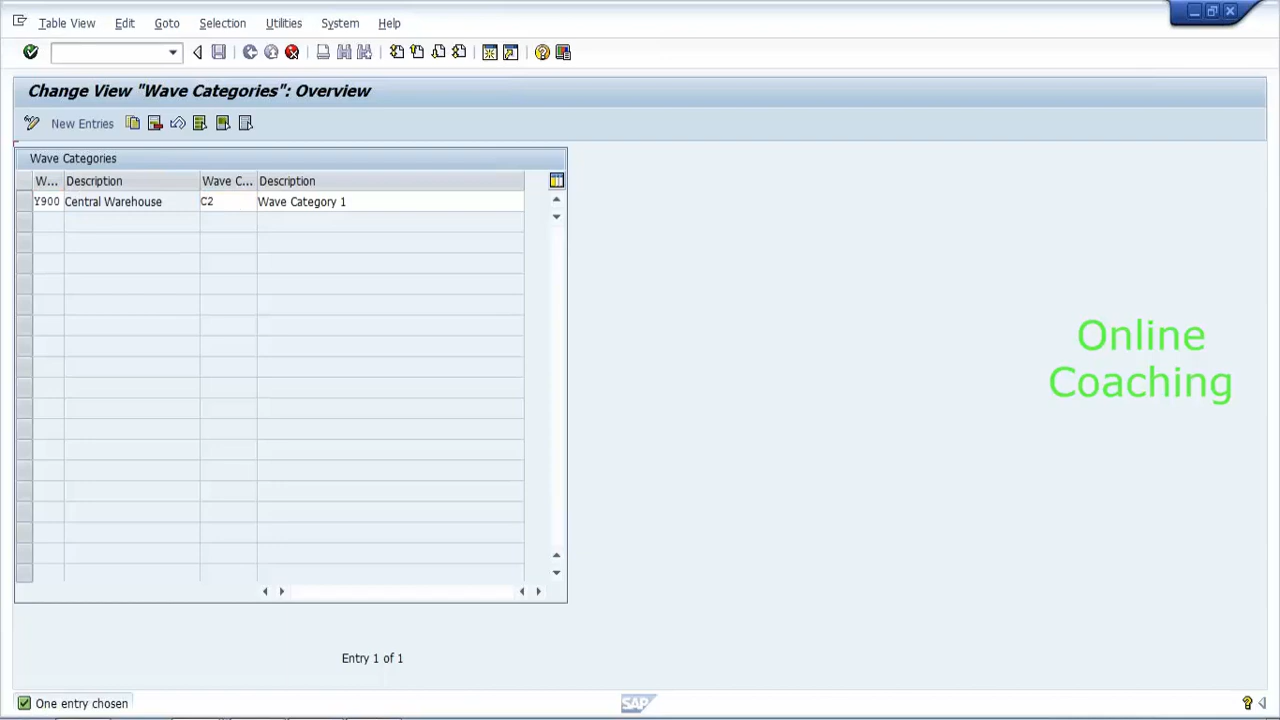 Table View Edit Goto Selection Utilities System Help
Change View "Wave Categories": Overview
New Entries
Wave Categories
W... Description Wave C... Description
Y900 Central Warehouse C2 Wave Category 1
Online
Coaching
Entry 1 of 1
One entry chosen
SAP